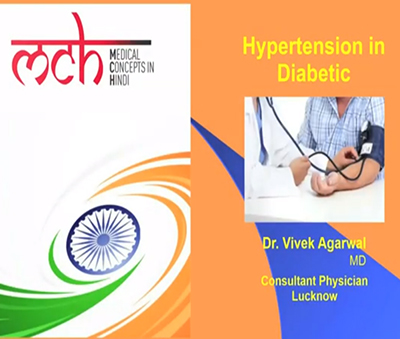 mch
M MEDICAL
C CONCEPTS IN
H HINDI
Hypertension in
Diabetic
Dr. Vivek Agarwal
MD
Consultant Physician
Lucknow